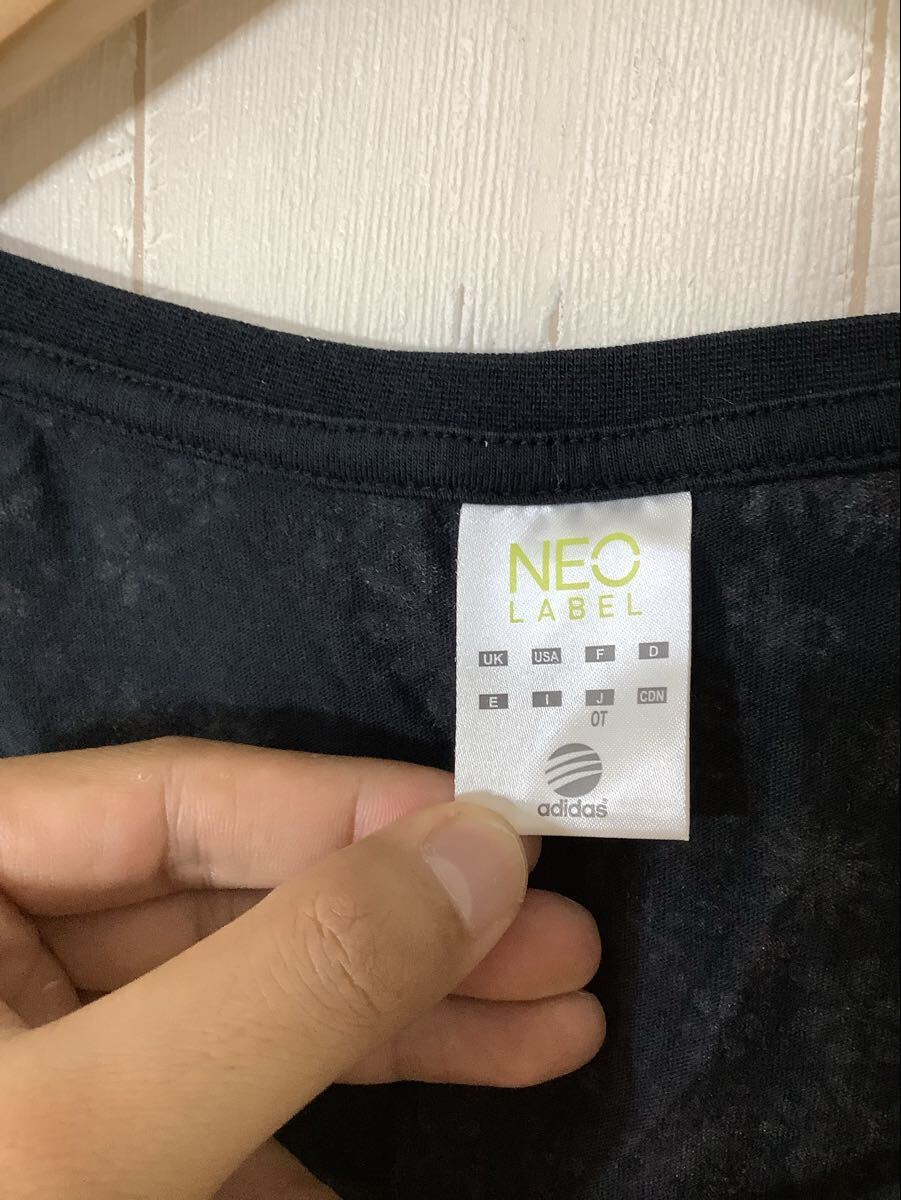 NEO
LABEL
UK USA F D
E I J CDN
OT
adidas®